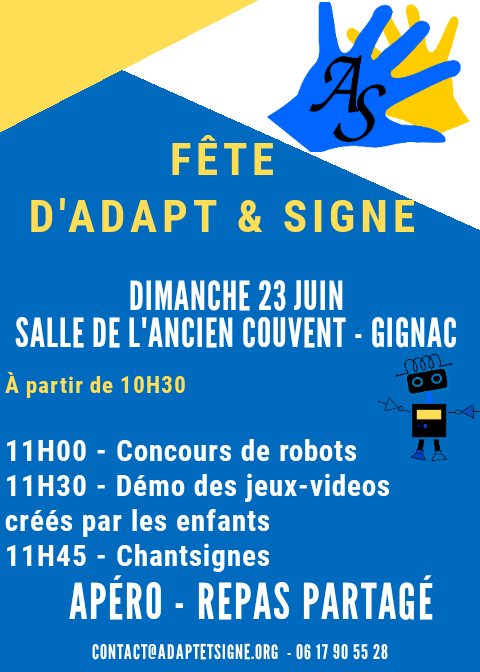 AS
FÊTE
D'ADAPT & SIGNE
DIMANCHE 23 JUIN
SALLE DE L'ANCIEN COUVENT - GIGNAC
À partir de 10H30
11H00 - Concours de robots
11H30 - Démo des jeux-videos
créés par les enfants
11H45 - Chantsignes
APÉRO - REPAS PARTAGÉ
CONTACT@ADAPTETSIGNE.ORG - 06 17 90 55 28